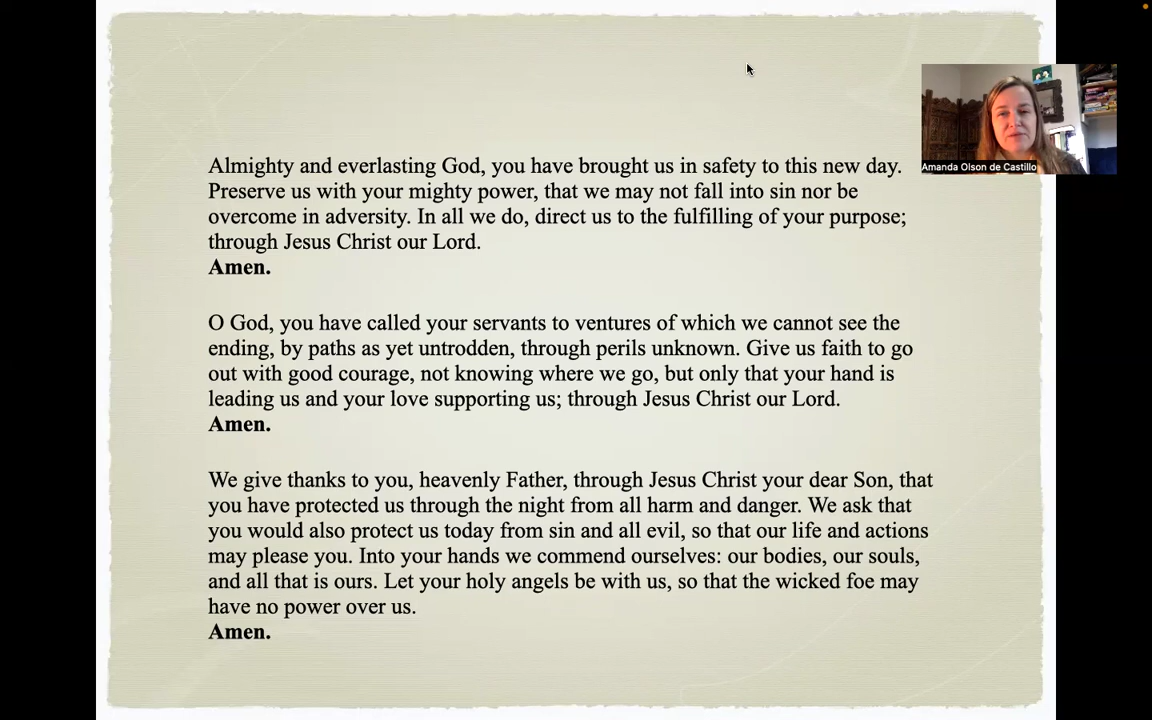 Almighty and everlasting God, you have brought us in safety to this new day.
Preserve us with your mighty power, that we may not fall into sin nor be
overcome in adversity. In all we do, direct us to the fulfilling of your purpose;
through Jesus Christ our Lord.
Amen.
O God, you have called your servants to ventures of which we cannot see the
ending, by paths as yet untrodden, through perils unknown. Give us faith to go
out with good courage, not knowing where we go, but only that your hand is
leading us and your love supporting us; through Jesus Christ our Lord.
Amen.
We give thanks to you, heavenly Father, through Jesus Christ your dear Son, that
you have protected us through the night from all harm and danger. We ask that
you would also protect us today from sin and all evil, so that our life and actions
may please you. Into your hands we commend ourselves: our bodies, our souls,
and all that is ours. Let your holy angels be with us, so that the wicked foe may
have no power over us.
Amen.
Amanda Olson de Castillo